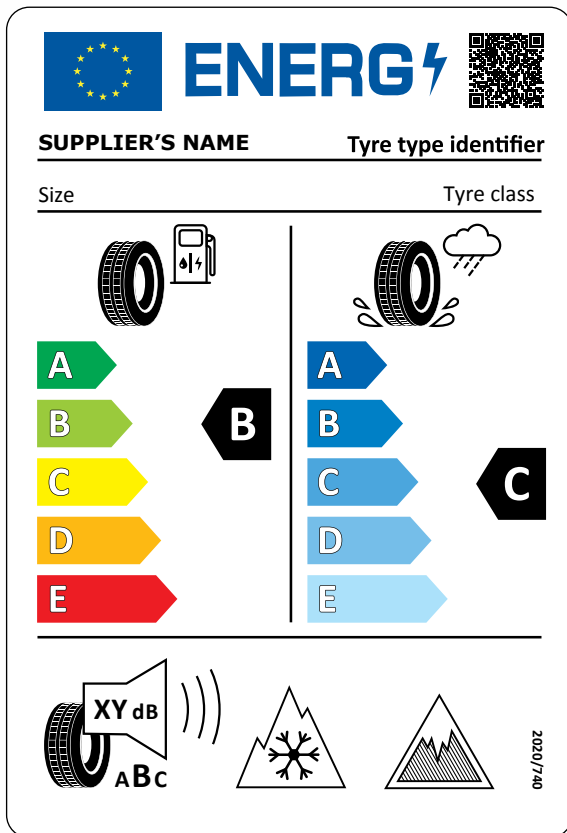 ENERG
SUPPLIER'S NAME
Tyre type identifier
Size
Tyre class
A
B
C
D
E
B
A
B
C
D
E
C
XY dB
ABC
2020/740